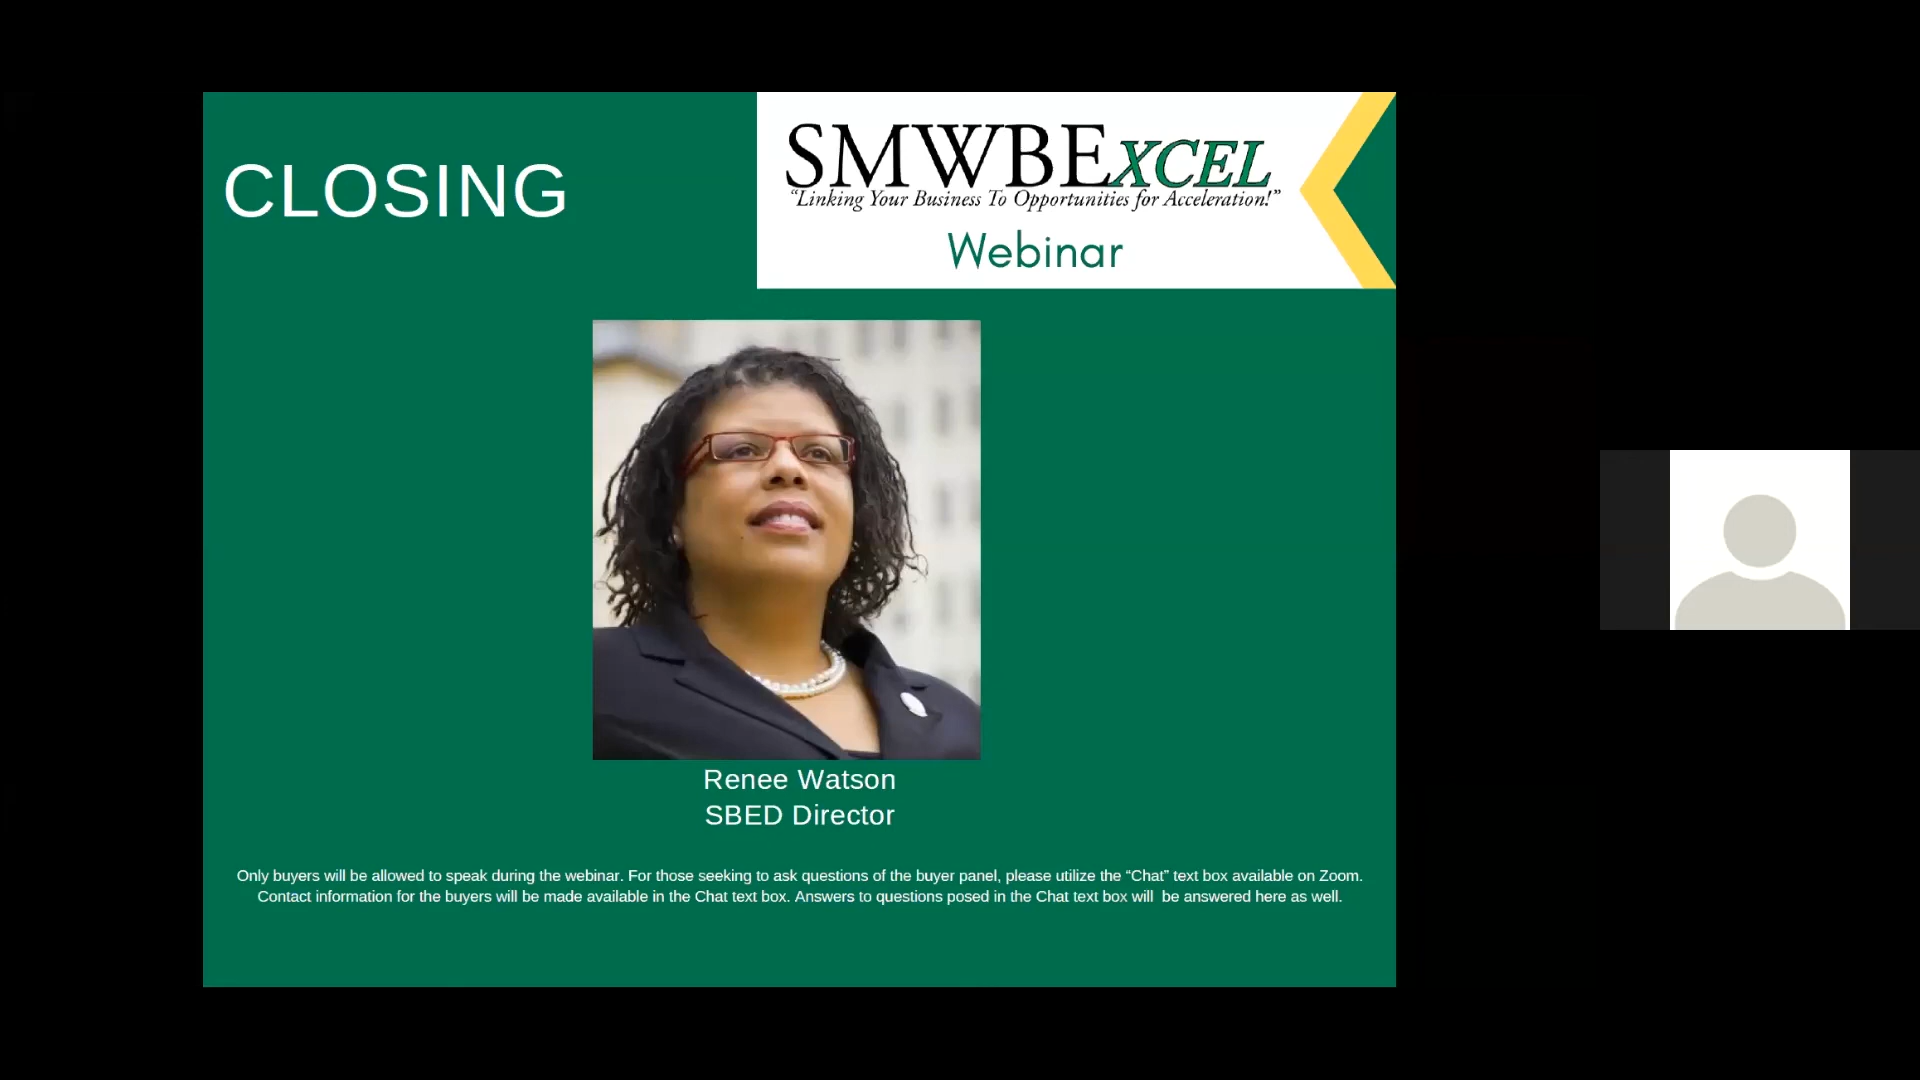 CLOSING
SMWBEXCEL
“Linking Your Business To Opportunities for Acceleration!”
Webinar
Renee Watson
SBED Director
Only buyers will be allowed to speak during the webinar. For those seeking to ask questions of the buyer panel, please utilize the “Chat” text box available on Zoom.
Contact information for the buyers will be made available in the Chat text box. Answers to questions posed in the Chat text box will  be answered here as well.